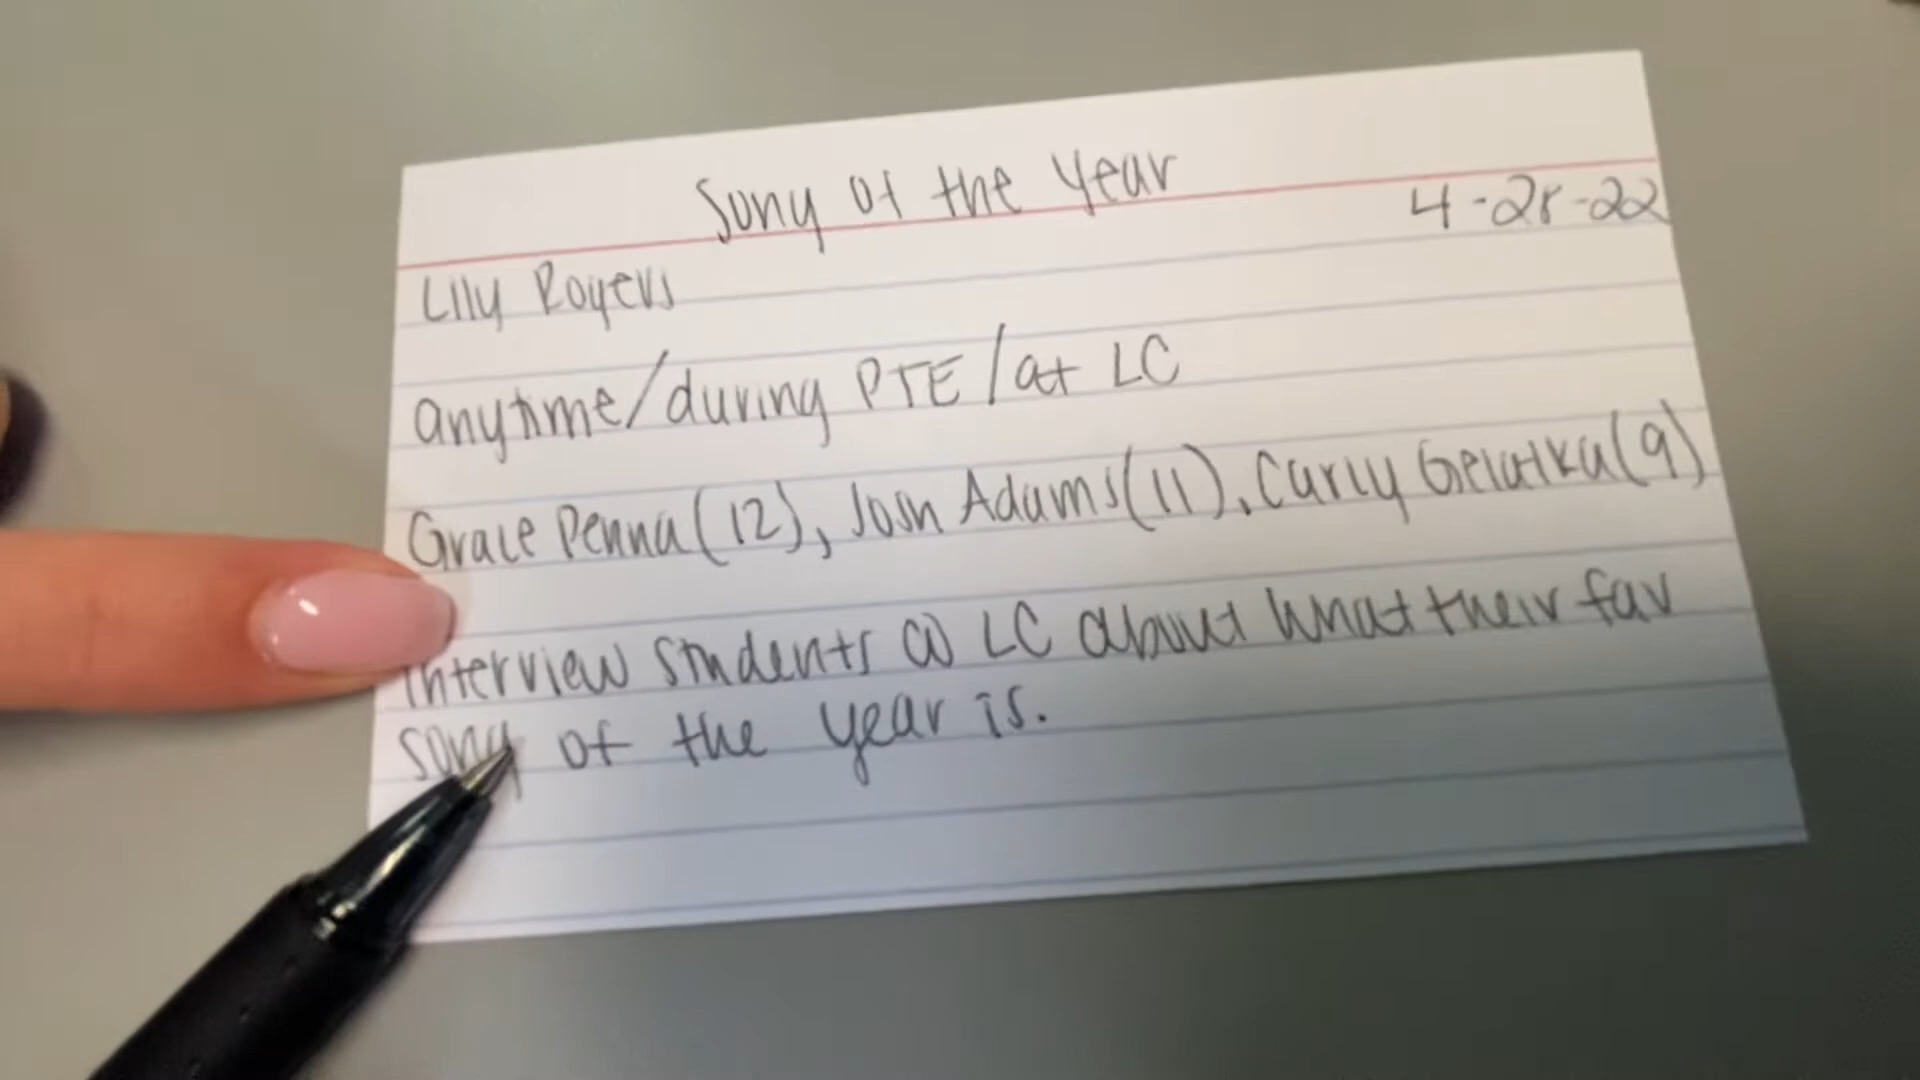 Song of the Year
4-28-22
Lily Rogers
anytime/during PTE/at LC
Grace Penna (12), Josh Adams (11), Carly Gelatka (9)
interview students @ LC about what their fav
song of the year is.